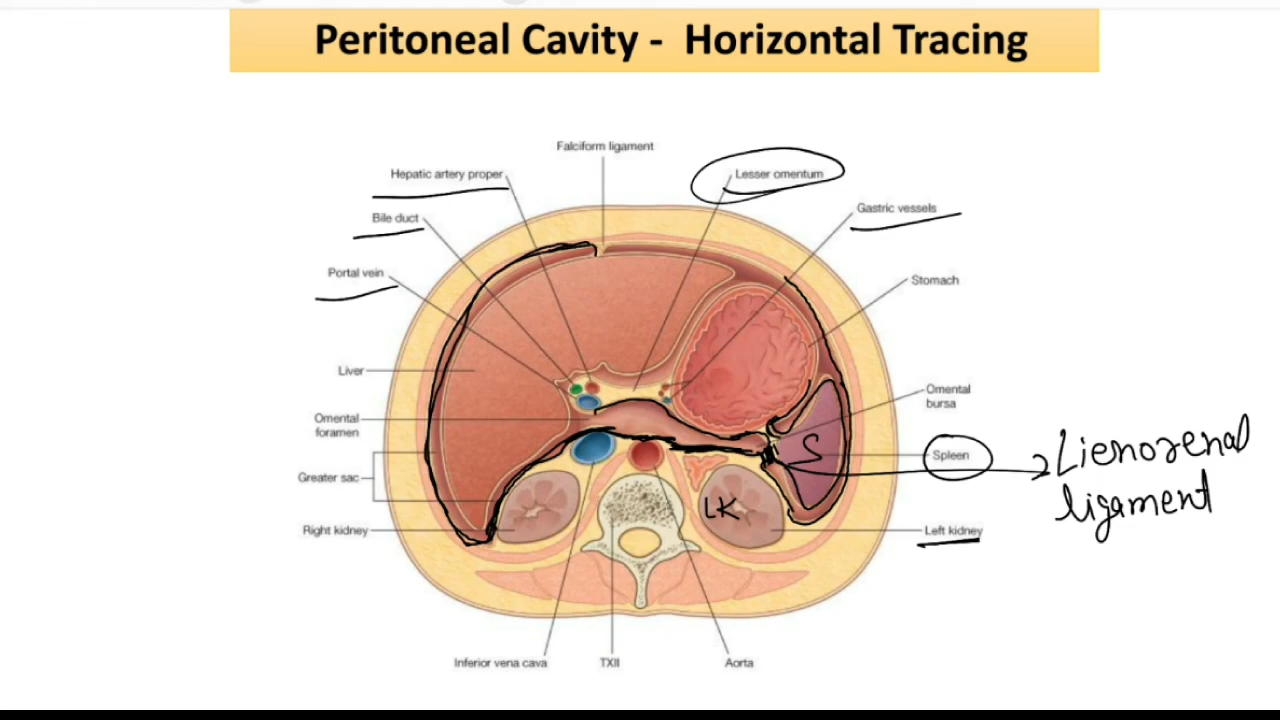 Peritoneal Cavity - Horizontal Tracing
Falciform ligament
Hepatic artery proper
Lesser omentum
Bile duct
Gastric vessels
Portal vein
Stomach
Liver
Omental
bursa
Omental
foramen
S
Spleen
Lienorenal
ligament
Greater sac
LK
Right kidney
Left kidney
Inferior vena cava
TXII
Aorta